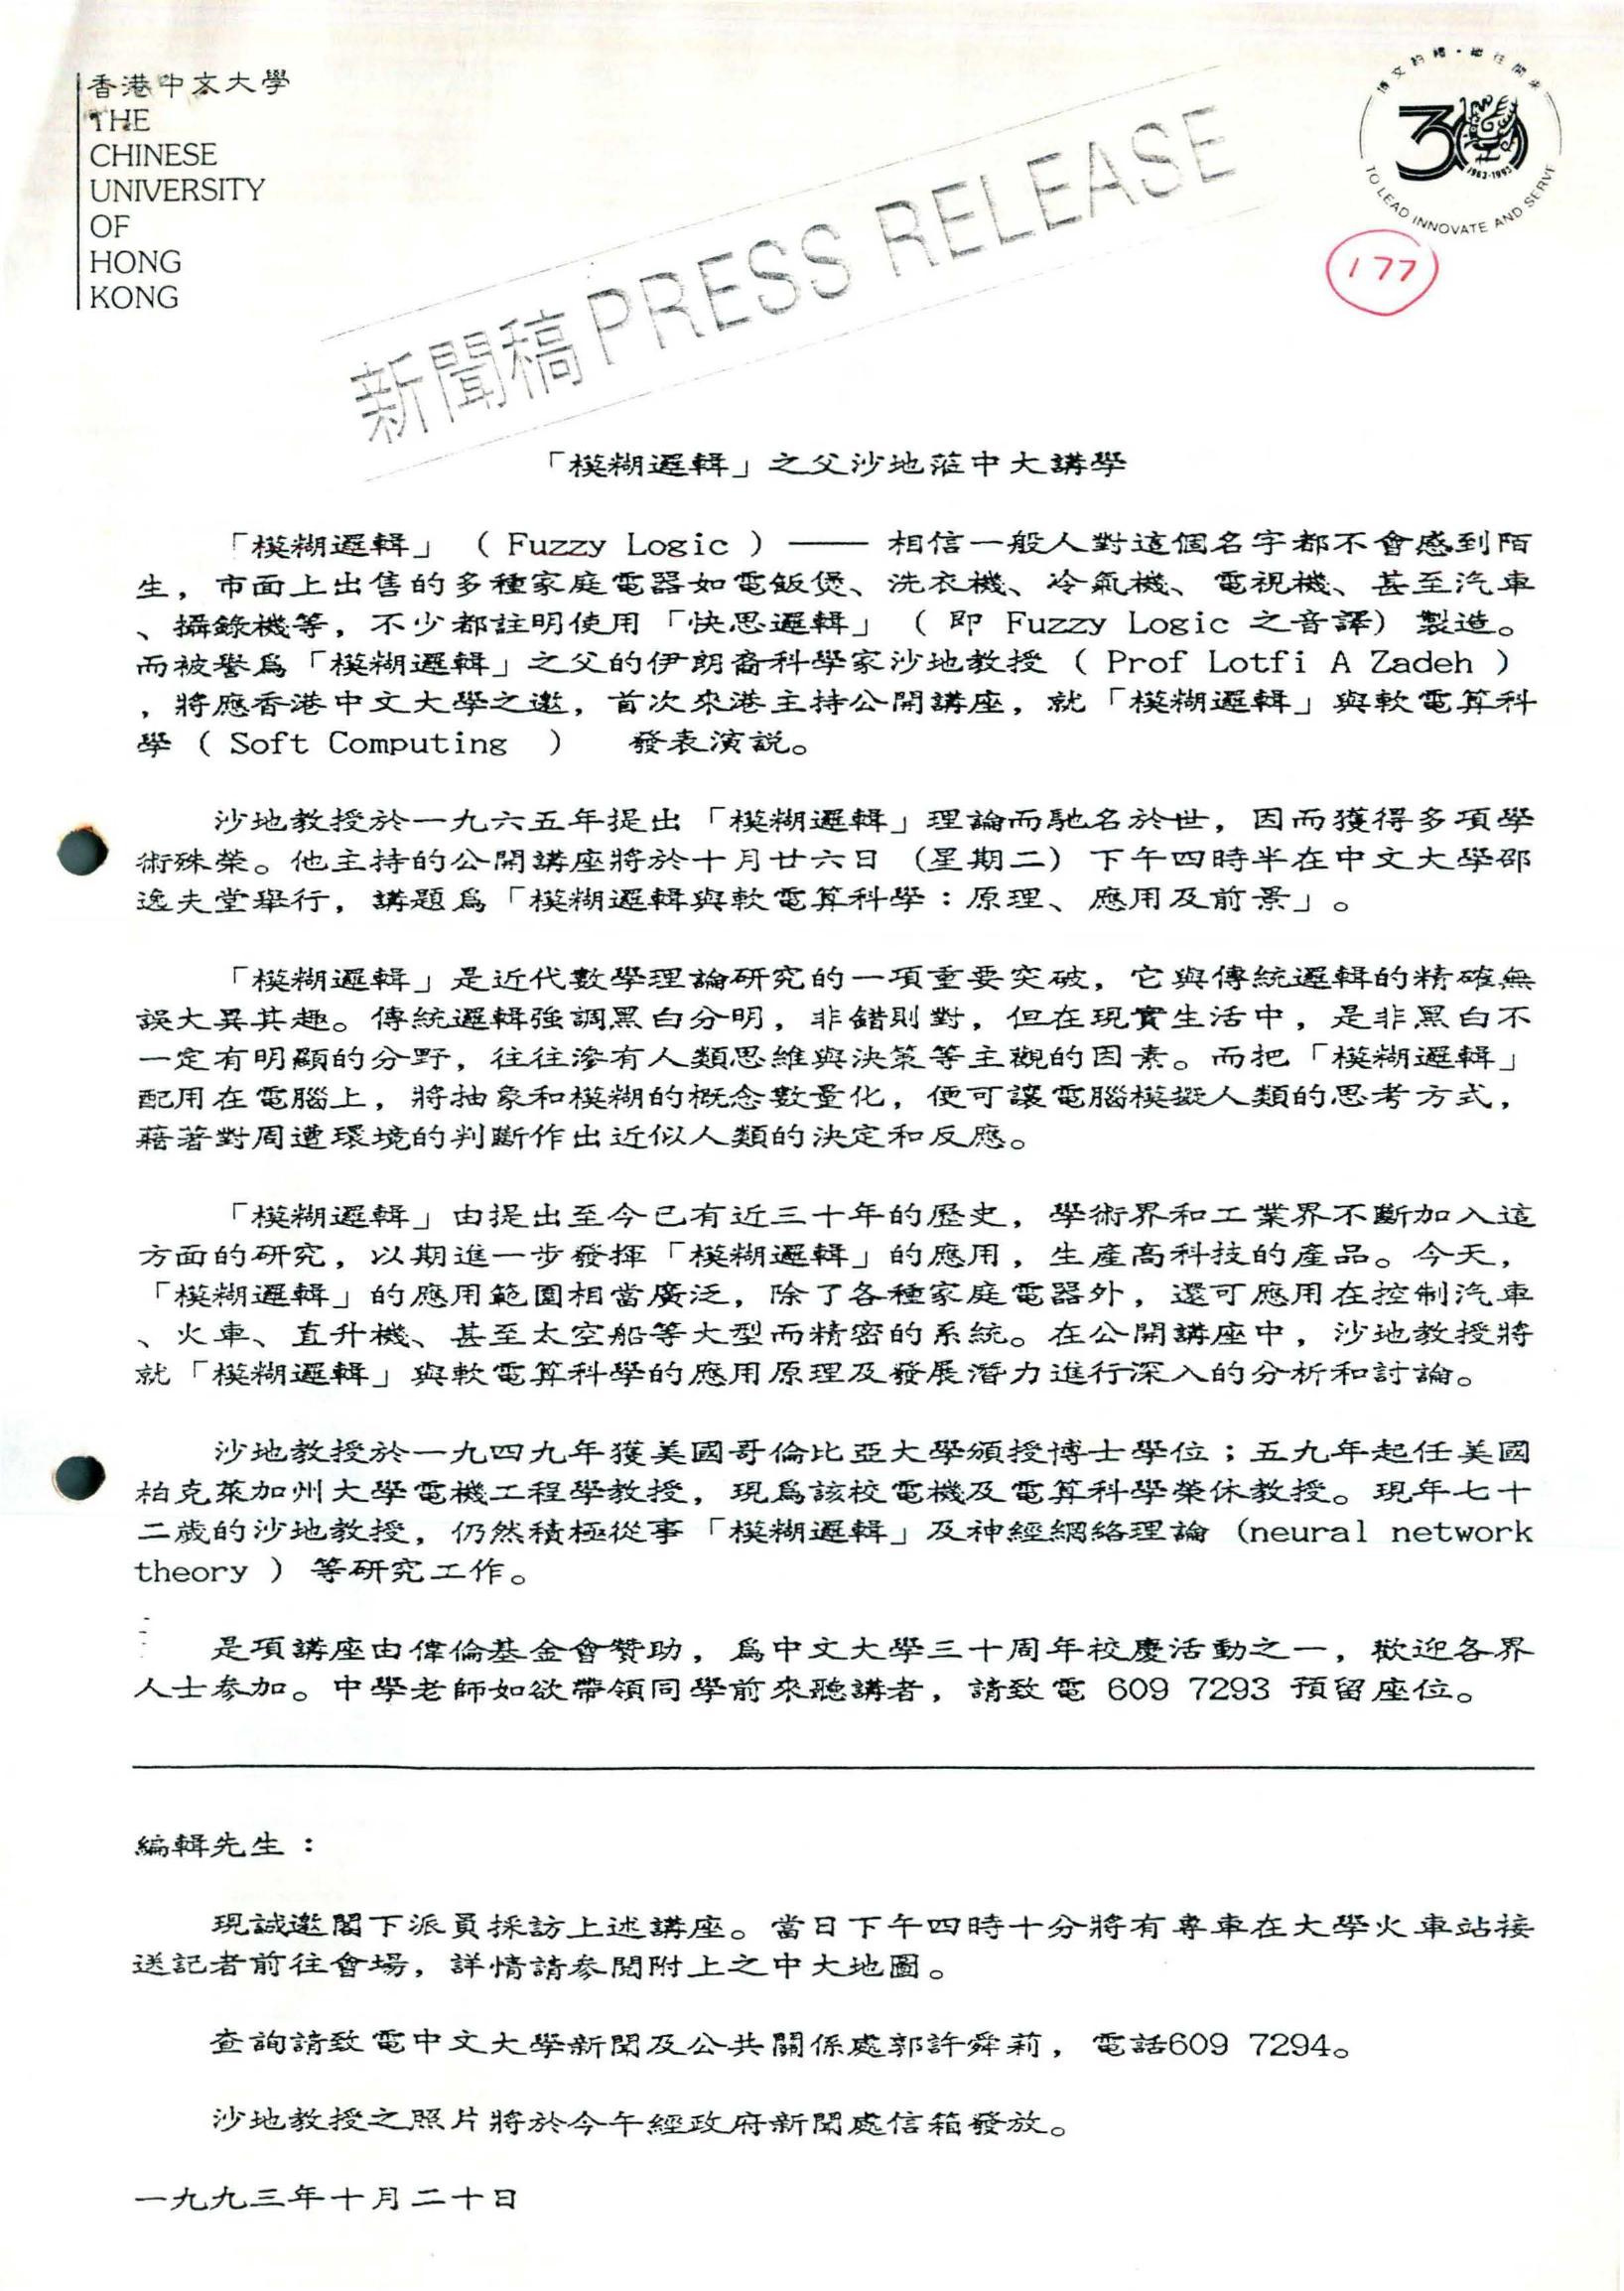 香港中文大學
THE
CHINESE
UNIVERSITY
OF
HONG
KONG
博文約禮・繼往開來
30
1963-1993
TO LEAD INNOVATE AND SERVE
177
新聞稿 PRESS RELEASE
「模糊邏輯」之父沙地蒞中大講學
「模糊邏輯」 ( Fuzzy Logic ) —— 相信一般人對這個名字都不會感到陌
生，市面上出售的多種家庭電器如電飯煲、洗衣機、冷氣機、電視機、甚至汽車
、攝錄機等，不少都註明使用「快思邏輯」 ( 即 Fuzzy Logic 之音譯) 製造。
而被譽為「模糊邏輯」之父的伊朗裔科學家沙地教授 ( Prof Lotfi A Zadeh )
，將應香港中文大學之邀，首次來港主持公開講座，就「模糊邏輯」與軟電算科
學 ( Soft Computing ) 發表演說。
沙地教授於一九六五年提出「模糊邏輯」理論而馳名於世，因而獲得多項學
術殊榮。他主持的公開講座將於十月廿六日 (星期二) 下午四時半在中文大學邵
逸夫堂舉行，講題為「模糊邏輯與軟電算科學：原理、應用及前景」。
「模糊邏輯」是近代數學理論研究的一項重要突破，它與傳統邏輯的精確無
誤大異其趣。傳統邏輯強調黑白分明，非錯則對，但在現實生活中，是非黑白不
一定有明顯的分野，往往滲有人類思維與決策等主觀的因素。而把「模糊邏輯」
配用在電腦上，將抽象和模糊的概念數量化，便可讓電腦模擬人類的思考方式，
藉著對周遭環境的判斷作出近似人類的決定和反應。
「模糊邏輯」由提出至今已有近三十年的歷史，學術界和工業界不斷加入這
方面的研究，以期進一步發揮「模糊邏輯」的應用，生產高科技的產品。今天，
「模糊邏輯」的應用範圍相當廣泛，除了各種家庭電器外，還可應用在控制汽車
、火車、直升機、甚至太空船等大型而精密的系統。在公開講座中，沙地教授將
就「模糊邏輯」與軟電算科學的應用原理及發展潛力進行深入的分析和討論。
沙地教授於一九四九年獲美國哥倫比亞大學頒授博士學位；五九年起任美國
柏克萊加州大學電機工程學教授，現為該校電機及電算科學榮休教授。現年七十
二歲的沙地教授，仍然積極從事「模糊邏輯」及神經網絡理論 (neural network
theory ) 等研究工作。
是項講座由偉倫基金會贊助，為中文大學三十周年校慶活動之一，歡迎各界
人士參加。中學老師如欲帶領同學前來聽講者，請致電 609 7293 預留座位。
編輯先生：
現誠邀閣下派員採訪上述講座。當日下午四時十分將有專車在大學火車站接
送記者前往會場，詳情請參閱附上之中大地圖。
查詢請致電中文大學新聞及公共關係處郭許舜莉，電話609 7294。
沙地教授之照片將於今午經政府新聞處信箱發放。
一九九三年十月二十日